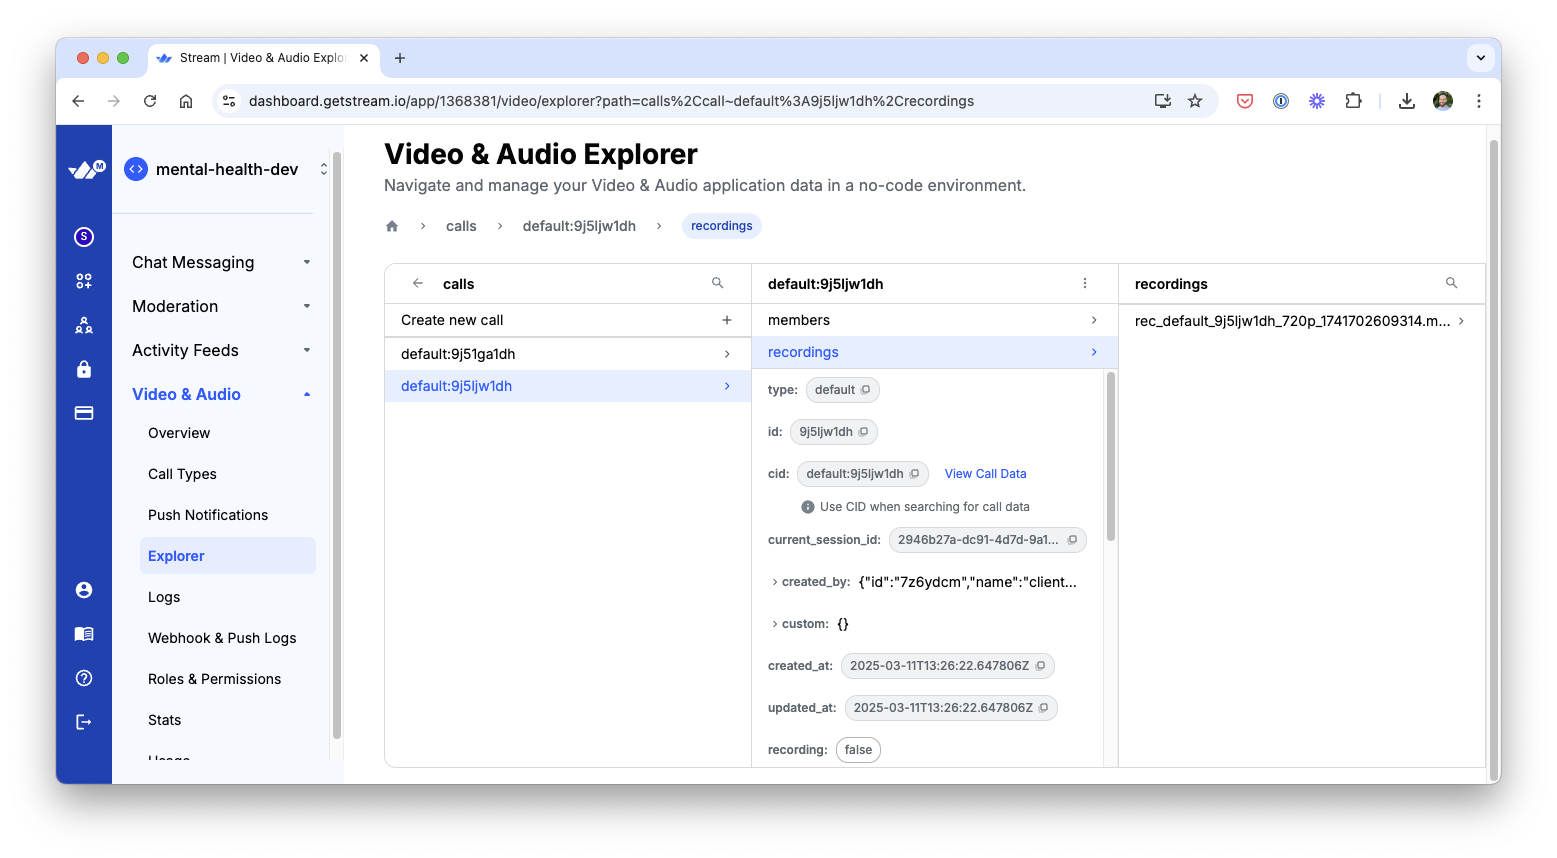 Stream | Video & Audio Explor
dashboard.getstream.io/app/1368381/video/explorer?path=calls%2Ccall~default%3A9j5ljw1dh%2Crecordings
M
mental-health-dev
S
Chat Messaging
Moderation
Activity Feeds
Video & Audio
Overview
Call Types
Push Notifications
Explorer
Logs
Webhook & Push Logs
Roles & Permissions
Stats
Usage
Video & Audio Explorer
Navigate and manage your Video & Audio application data in a no-code environment.
calls > default:9j5ljw1dh > recordings
calls
Create new call
default:9j51ga1dh
default:9j5ljw1dh
default:9j5ljw1dh
members
recordings
type: default
id: 9j5ljw1dh
cid: default:9j5ljw1dh View Call Data
Use CID when searching for call data
current_session_id: 2946b27a-dc91-4d7d-9a1...
created_by: {"id":"7z6ydcm","name":"client...
custom: {}
created_at: 2025-03-11T13:26:22.647806Z
updated_at: 2025-03-11T13:26:22.647806Z
recording: false
recordings
rec_default_9j5ljw1dh_720p_1741702609314.m...